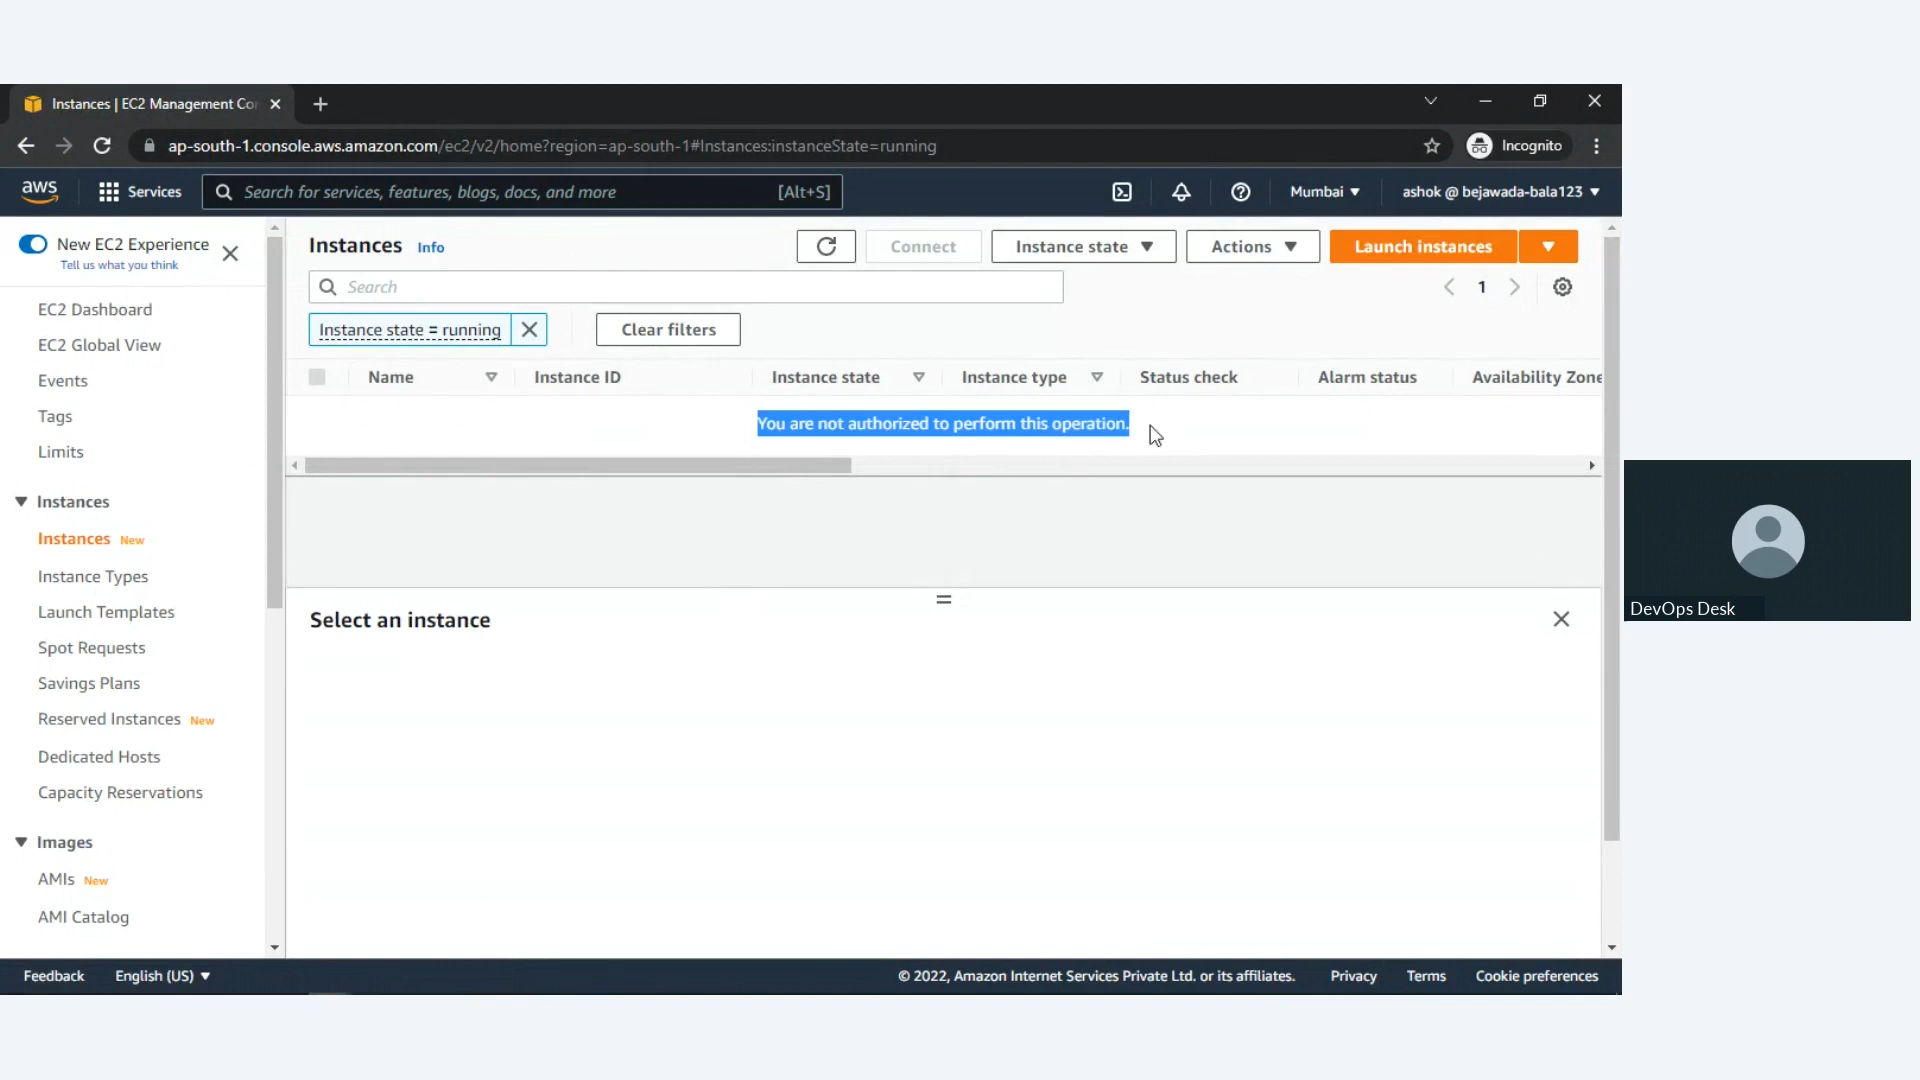 Instances | EC2 Management Co
ap-south-1.console.aws.amazon.com/ec2/v2/home?region=ap-south-1#Instances:instanceState=running
Incognito
aws
Services
Search for services, features, blogs, docs, and more
[Alt+S]
Mumbai
ashok @ bejawada-bala123
New EC2 Experience
Tell us what you think
EC2 Dashboard
EC2 Global View
Events
Tags
Limits
Instances
Instances New
Instance Types
Launch Templates
Spot Requests
Savings Plans
Reserved Instances New
Dedicated Hosts
Capacity Reservations
Images
AMIs New
AMI Catalog
Instances Info
Connect
Instance state
Actions
Launch instances
Search
1
Instance state = running
Clear filters
Name
Instance ID
Instance state
Instance type
Status check
Alarm status
Availability Zone
You are not authorized to perform this operation.
Select an instance
DevOps Desk
Feedback
English (US)
© 2022, Amazon Internet Services Private Ltd. or its affiliates.
Privacy
Terms
Cookie preferences